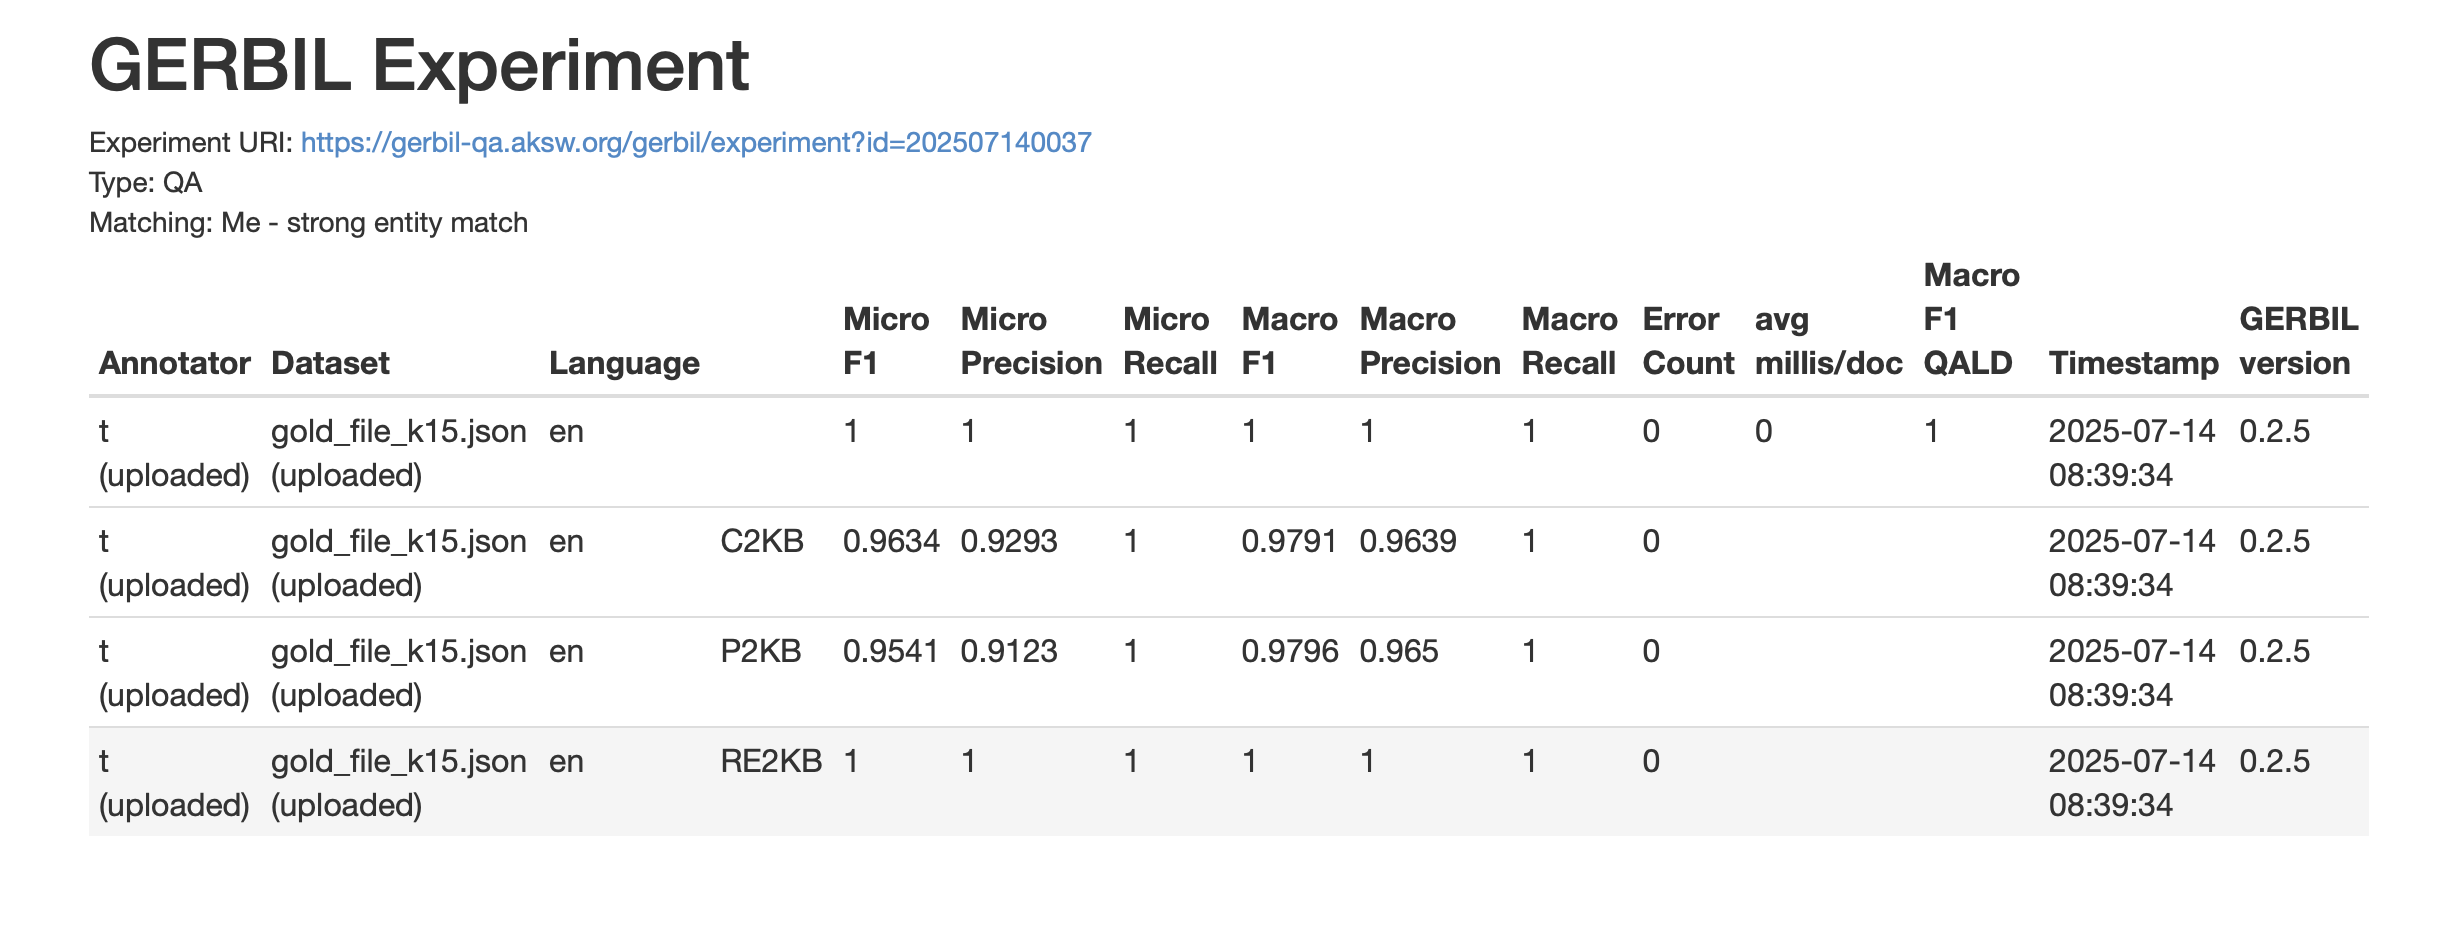 GERBIL Experiment
Experiment URI: https://gerbil-qa.aksw.org/gerbil/experiment?id=202507140037
Type: QA
Matching: Me - strong entity match
Annotator Dataset Language Micro F1 Micro Precision Micro Recall Macro F1 Macro Precision Macro Recall Error Count avg millis/doc Macro F1 QALD Timestamp GERBIL version
t (uploaded) gold_file_k15.json (uploaded) en 1 1 1 1 1 1 0 0 1 2025-07-14 08:39:34 0.2.5
t (uploaded) gold_file_k15.json (uploaded) en C2KB 0.9634 0.9293 1 0.9791 0.9639 1 0 2025-07-14 08:39:34 0.2.5
t (uploaded) gold_file_k15.json (uploaded) en P2KB 0.9541 0.9123 1 0.9796 0.965 1 0 2025-07-14 08:39:34 0.2.5
t (uploaded) gold_file_k15.json (uploaded) en RE2KB 1 1 1 1 1 1 0 2025-07-14 08:39:34 0.2.5